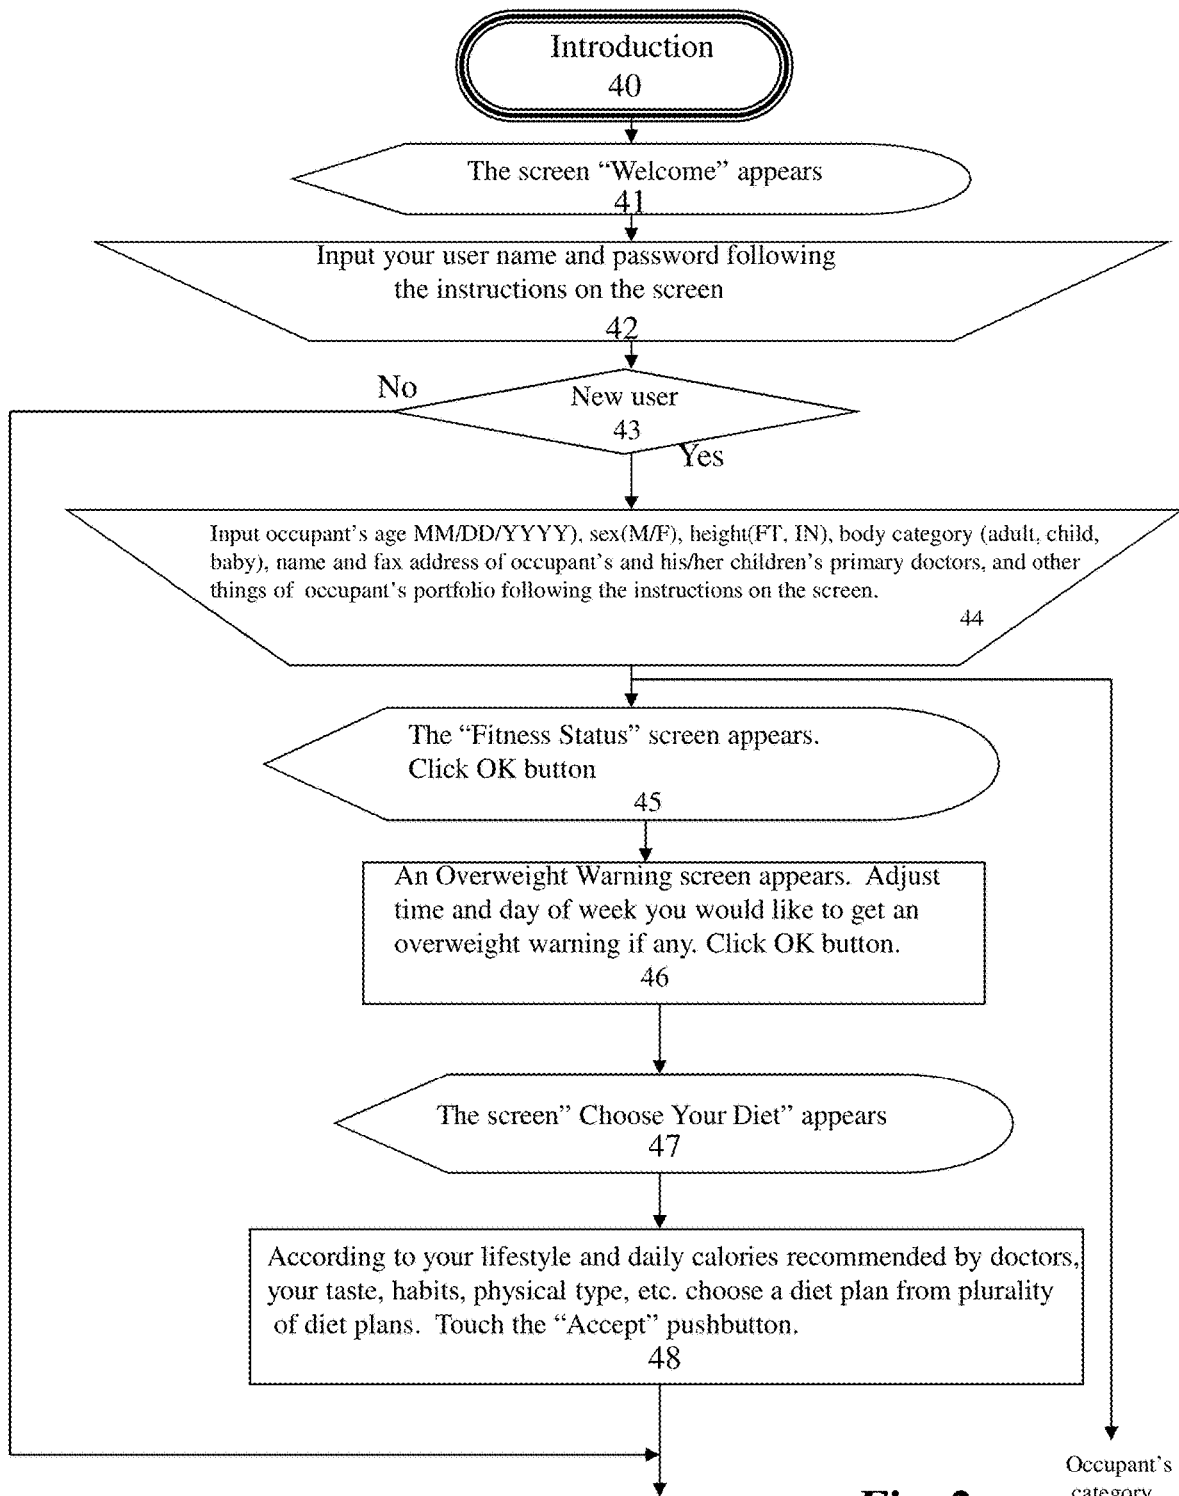 Introduction
40
The screen “Welcome” appears
41
Input your user name and password following
the instructions on the screen
42
No
New user
43
Yes
Input occupant’s age MM/DD/YYYY), sex(M/F), height(FT, IN), body category (adult, child,
baby), name and fax address of occupant’s and his/her children’s primary doctors, and other
things of occupant’s portfolio following the instructions on the screen.
44
The “Fitness Status” screen appears.
Click OK button
45
An Overweight Warning screen appears. Adjust
time and day of week you would like to get an
overweight warning if any. Click OK button.
46
The screen” Choose Your Diet” appears
47
According to your lifestyle and daily calories recommended by doctors,
your taste, habits, physical type, etc. choose a diet plan from plurality
of diet plans. Touch the “Accept” pushbutton.
48
Occupant’s
category